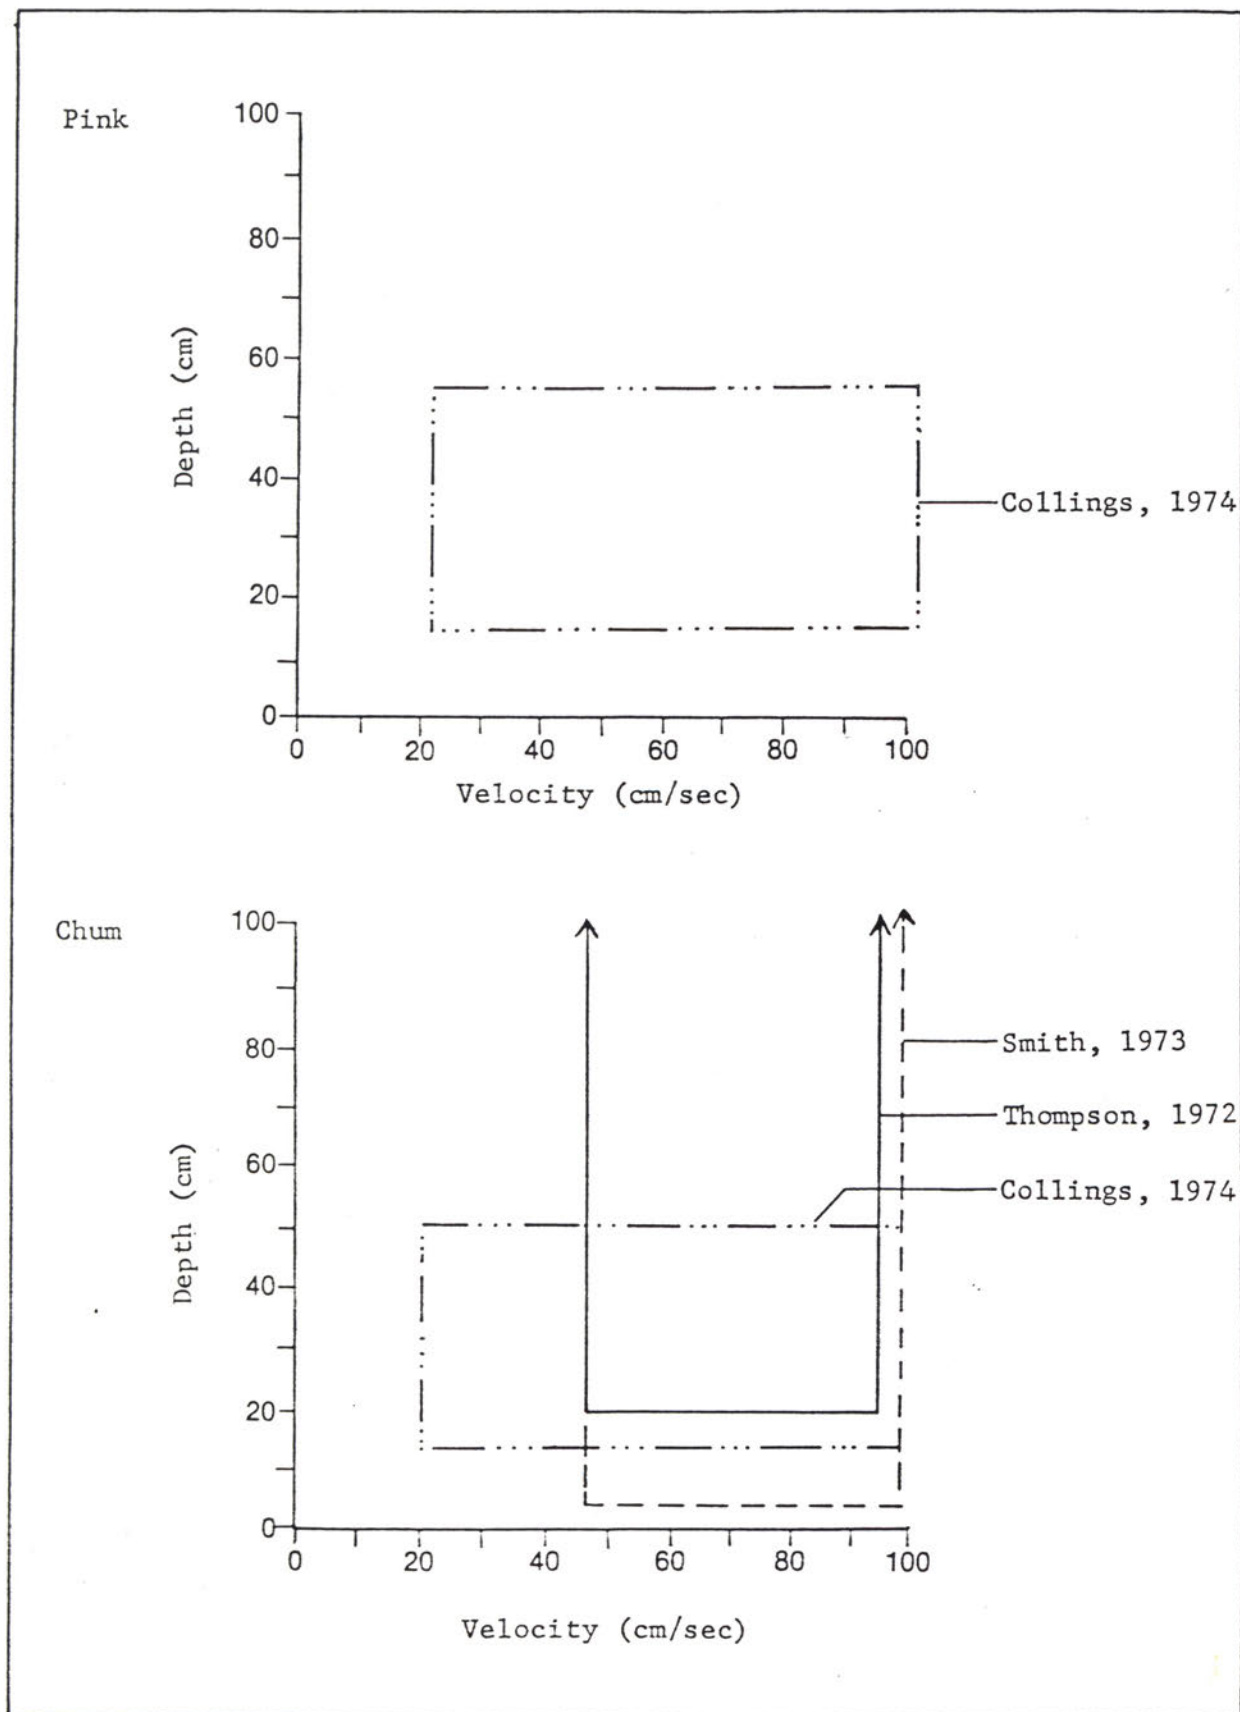 Pink
100
80
60
40
20
0
Depth (cm)
Collings, 1974
0 20 40 60 80 100
Velocity (cm/sec)
Chum
100
80
60
40
20
0
Depth (cm)
Smith, 1973
Thompson, 1972
Collings, 1974
0 20 40 60 80 100
Velocity (cm/sec)